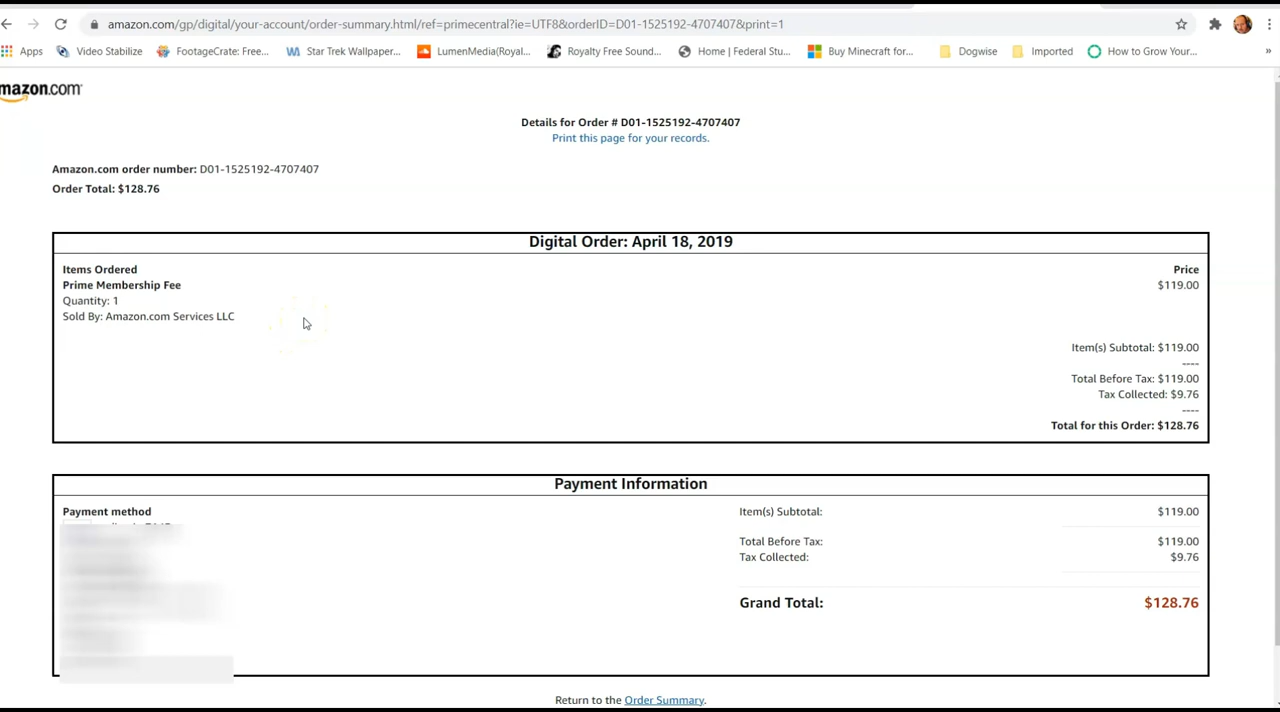 amazon.com/gp/digital/your-account/order-summary.html/ref=primecentral?ie=UTF8&orderID=D01-1525192-4707407&print=1
Apps Video Stabilize FootageCrate: Free... Star Trek Wallpaper... LumenMedia(Royal... Royalty Free Sound... Home | Federal Stu... Buy Minecraft for... Dogwise Imported How to Grow Your... »
mazon.com
Details for Order # D01-1525192-4707407
Print this page for your records.
Amazon.com order number: D01-1525192-4707407
Order Total: $128.76
Digital Order: April 18, 2019
Items Ordered Price
Prime Membership Fee $119.00
Quantity: 1
Sold By: Amazon.com Services LLC
Item(s) Subtotal: $119.00
----
Total Before Tax: $119.00
Tax Collected: $9.76
----
Total for this Order: $128.76
Payment Information
Payment method Item(s) Subtotal: $119.00
Total Before Tax: $119.00
Tax Collected: $9.76
Grand Total: $128.76
Return to the Order Summary.